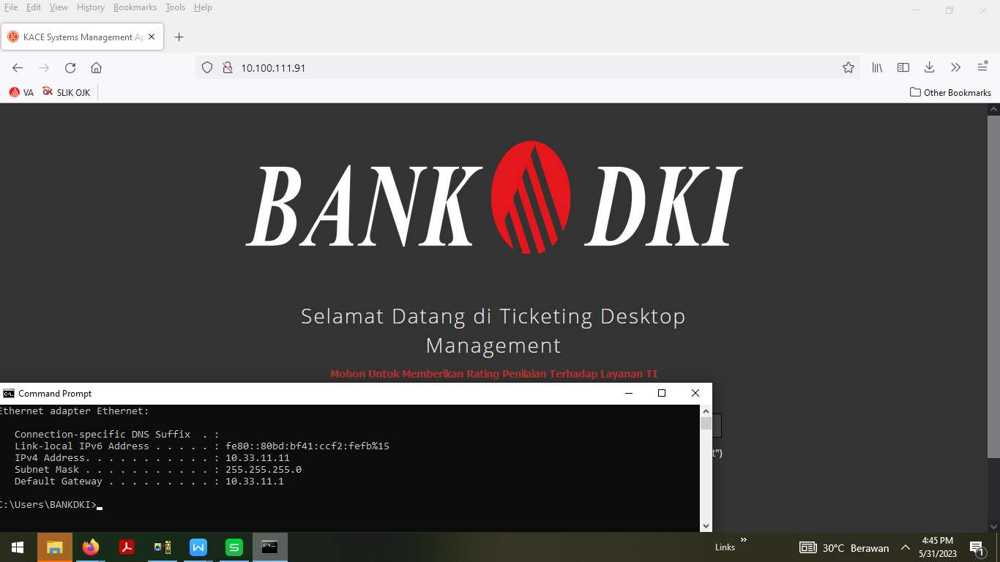 File Edit View History Bookmarks Tools Help
KACE Systems Management Ap
10.100.111.91
VA SLIK OJK Other Bookmarks
BANK DKI
Selamat Datang di Ticketing Desktop
Management
Mohon Untuk Memberikan Rating Penilaian Terhadap Layanan TI
Command Prompt
Ethernet adapter Ethernet:
Connection-specific DNS Suffix . :
Link-local IPv6 Address . . . . . : fe80::80bd:bf41:ccf2:fefb%15
IPv4 Address. . . . . . . . . . . : 10.33.11.11
Subnet Mask . . . . . . . . . . . : 255.255.255.0
Default Gateway . . . . . . . . . : 10.33.11.1
C:\Users\BANKDKI>
t")
Links
30°C Berawan
4:45 PM
5/31/2023
1